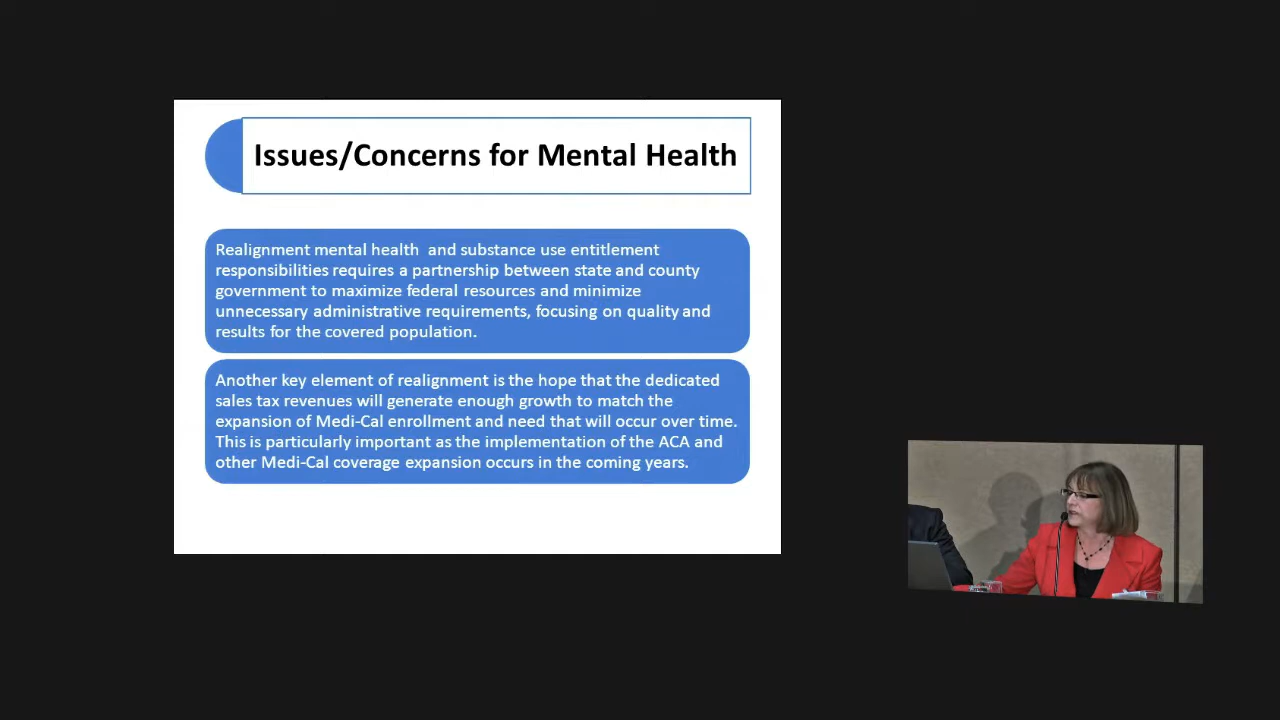 Issues/Concerns for Mental Health
Realignment mental health  and substance use entitlement
responsibilities requires a partnership between state and county
government to maximize federal resources and minimize
unnecessary administrative requirements, focusing on quality and
results for the covered population.
Another key element of realignment is the hope that the dedicated
sales tax revenues will generate enough growth to match the
expansion of Medi-Cal enrollment and need that will occur over time.
This is particularly important as the implementation of the ACA and
other Medi-Cal coverage expansion occurs in the coming years.